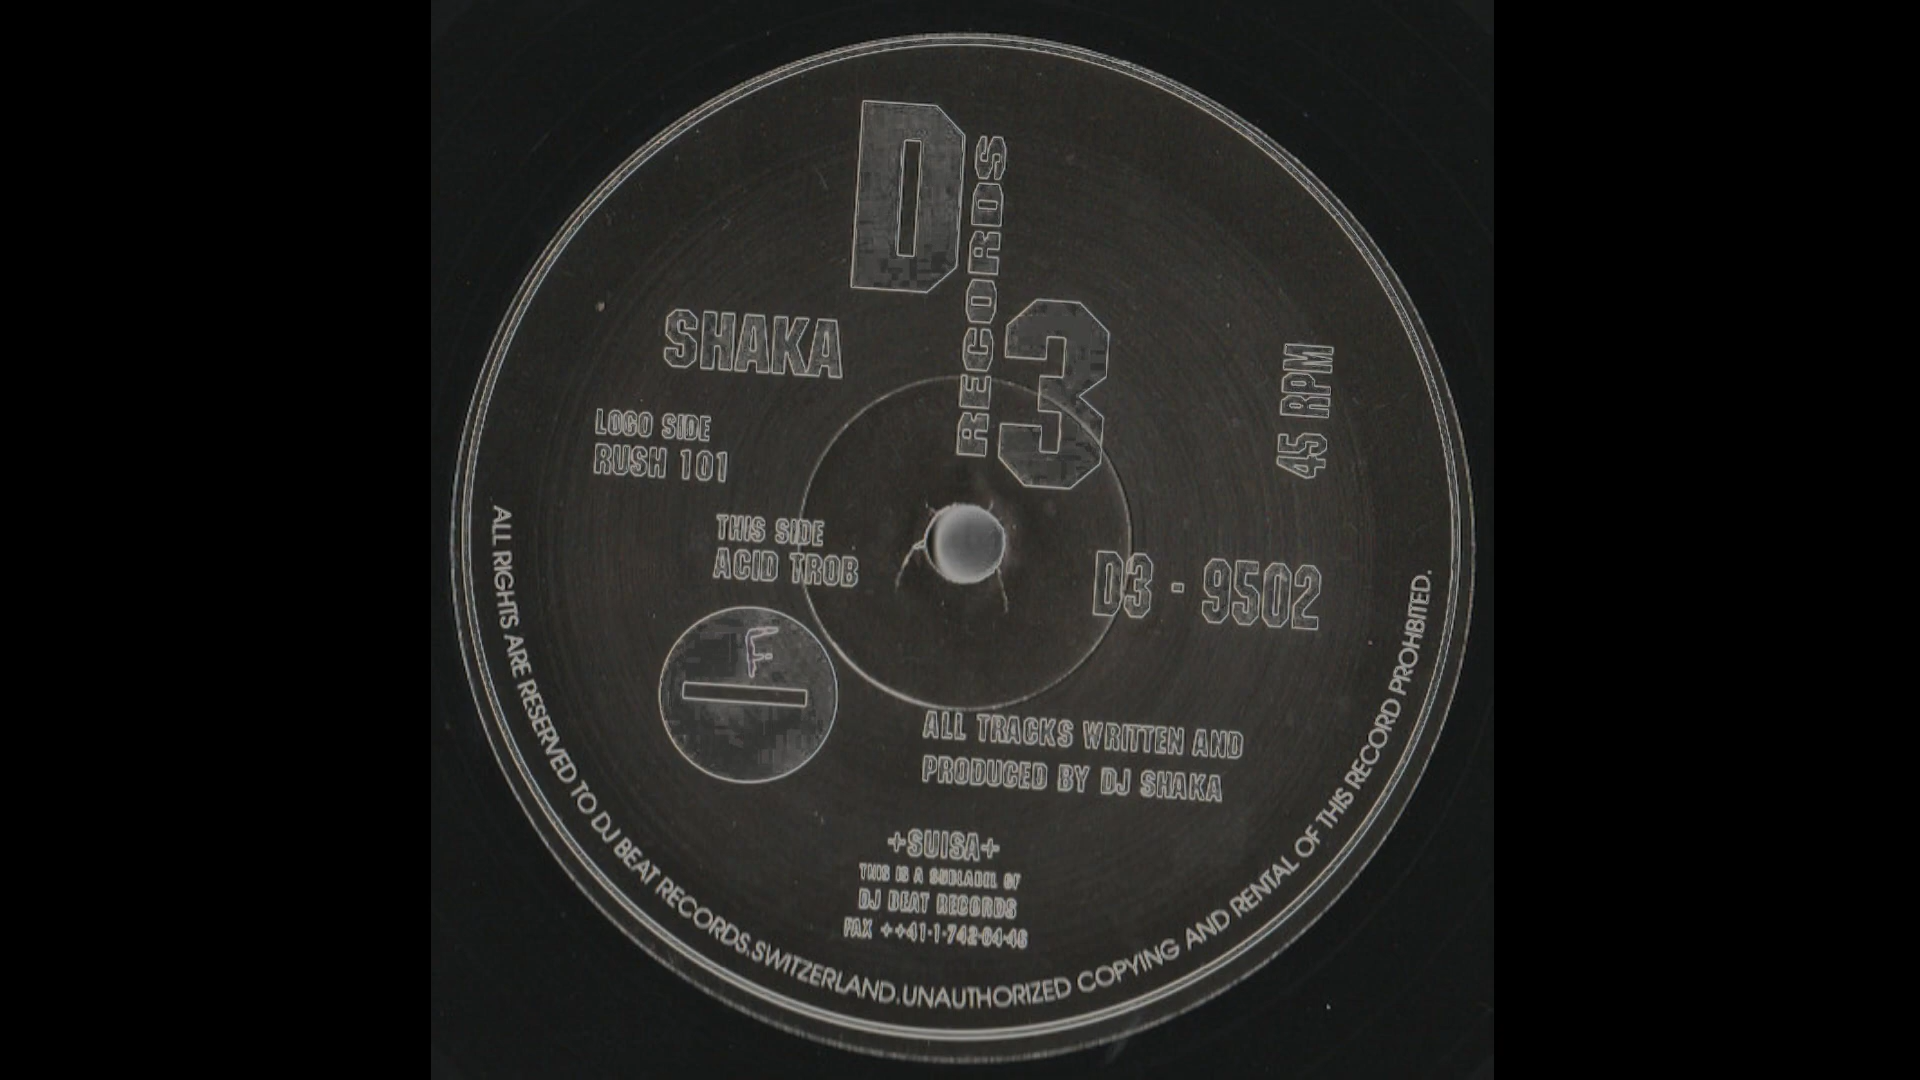 D
RECORDS
3
SHAKA
45 RPM
LOGO SIDE
RUSH 101
THIS SIDE
ACID TROB
D3 - 9502
ALL TRACKS WRITTEN AND
PRODUCED BY DJ SHAKA
+SUISA+
THIS IS A SUBLABEL OF
DJ BEAT RECORDS
FAX ++41-1-742-04-46
ALL RIGHTS ARE RESERVED TO DJ BEAT RECORDS.SWITZERLAND.UNAUTHORIZED COPYING AND RENTAL OF THIS RECORD PROHBITED.